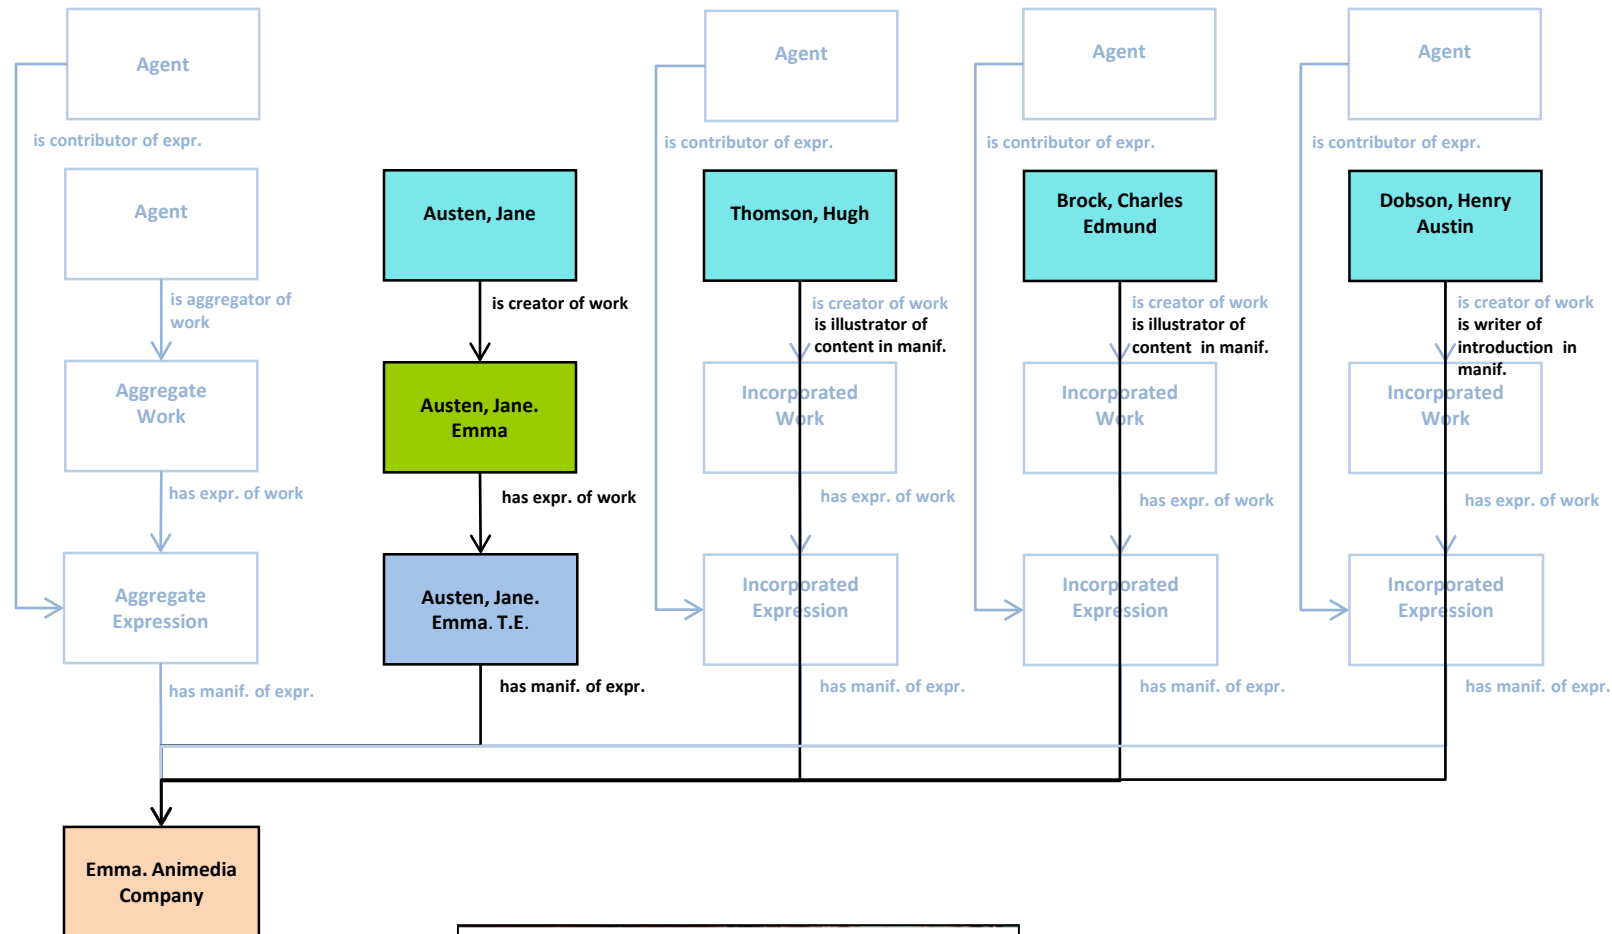 Agent
Agent
Agent
Agent
is contributor of expr.
is contributor of expr.
is contributor of expr.
is contributor of expr.
Agent
Austen, Jane
Thomson, Hugh
Brock, Charles
Edmund
Dobson, Henry
Austin
is aggregator of
work
is creator of work
is creator of work
is illustrator of
content in manif.
is creator of work
is illustrator of
content in manif.
is creator of work
is writer of
introduction in
manif.
Aggregate
Work
Austen, Jane.
Emma
Incorporated
Work
Incorporated
Work
Incorporated
Work
has expr. of work
has expr. of work
has expr. of work
has expr. of work
has expr. of work
Aggregate
Expression
Austen, Jane.
Emma. T.E.
Incorporated
Expression
Incorporated
Expression
Incorporated
Expression
has manif. of expr.
has manif. of expr.
has manif. of expr.
has manif. of expr.
has manif. of expr.
Emma. Animedia
Company